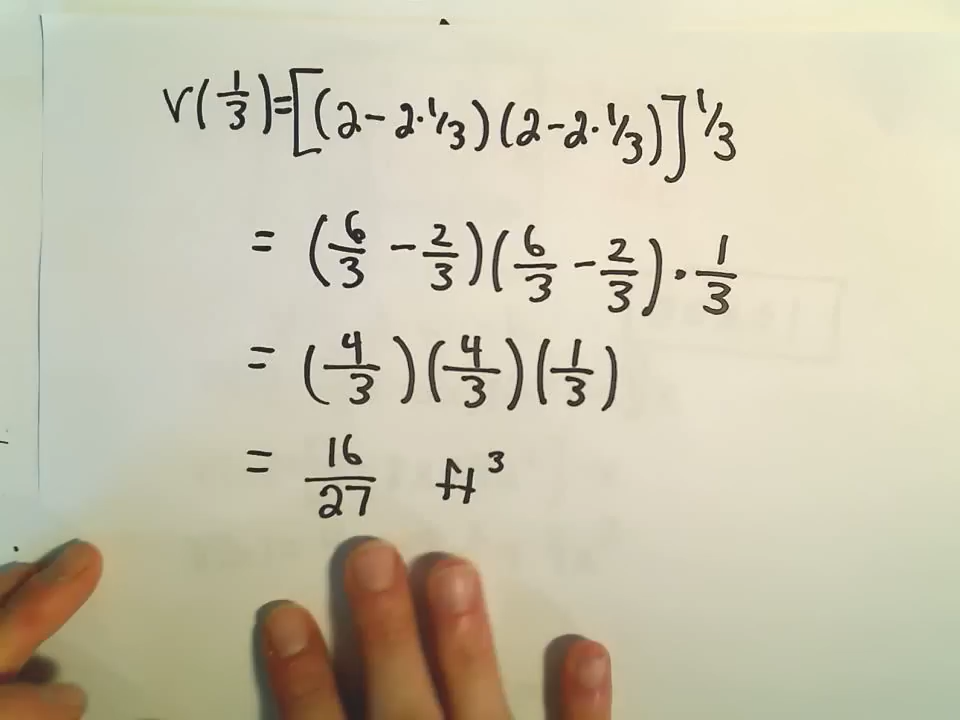 V(1/3)=[(2-2·1/3)(2-2·1/3)]1/3
= (6/3 - 2/3)(6/3 - 2/3)·1/3
= (4/3)(4/3)(1/3)
= 16/27 ft³